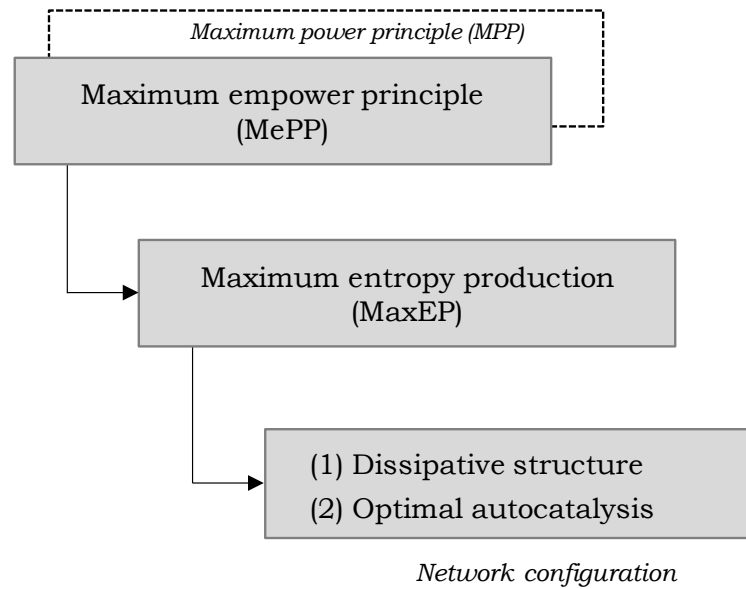 Maximum power principle (MPP)
Maximum empower principle
(MePP)
Maximum entropy production
(MaxEP)
(1) Dissipative structure
(2) Optimal autocatalysis
Network configuration